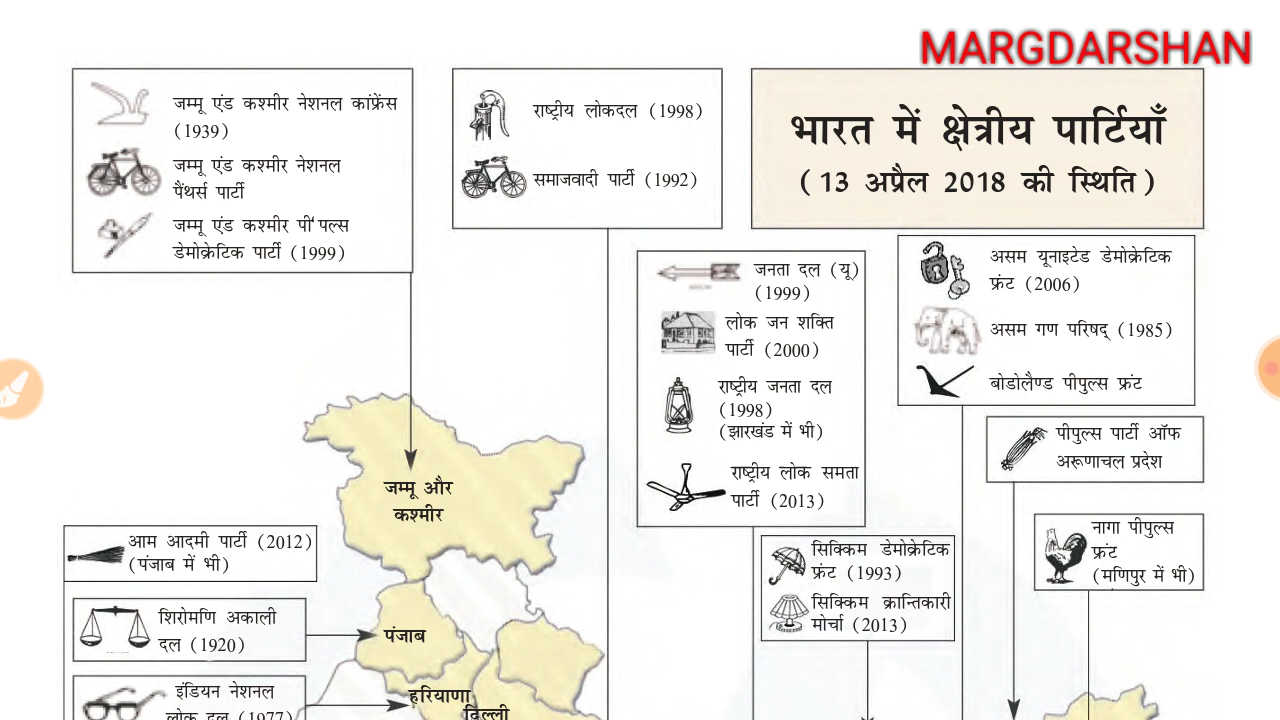 MARGDARSHAN
जम्मू एंड कश्मीर नेशनल कांफ्रेंस
(1939)
जम्मू एंड कश्मीर नेशनल
पैंथर्स पार्टी
जम्मू एंड कश्मीर पीपल्स
डेमोक्रेटिक पार्टी (1999)
राष्ट्रीय लोकदल (1998)
समाजवादी पार्टी (1992)
भारत में क्षेत्रीय पार्टियाँ
(13 अप्रैल 2018 की स्थिति)
जनता दल (यू)
(1999)
लोक जन शक्ति
पार्टी (2000)
राष्ट्रीय जनता दल
(1998)
(झारखंड में भी)
राष्ट्रीय लोक समता
पार्टी (2013)
असम यूनाइटेड डेमोक्रेटिक
फ्रंट (2006)
असम गण परिषद् (1985)
बोडोलैण्ड पीपुल्स फ्रंट
पीपुल्स पार्टी ऑफ
अरूणाचल प्रदेश
नागा पीपुल्स
फ्रंट
(मणिपुर में भी)
सिक्किम डेमोक्रेटिक
फ्रंट (1993)
सिक्किम क्रान्तिकारी
मोर्चा (2013)
जम्मू और
कश्मीर
आम आदमी पार्टी (2012)
(पंजाब में भी)
शिरोमणि अकाली
दल (1920)
पंजाब
इंडियन नेशनल
लोक दल (1977)
हरियाणा
दिल्ली